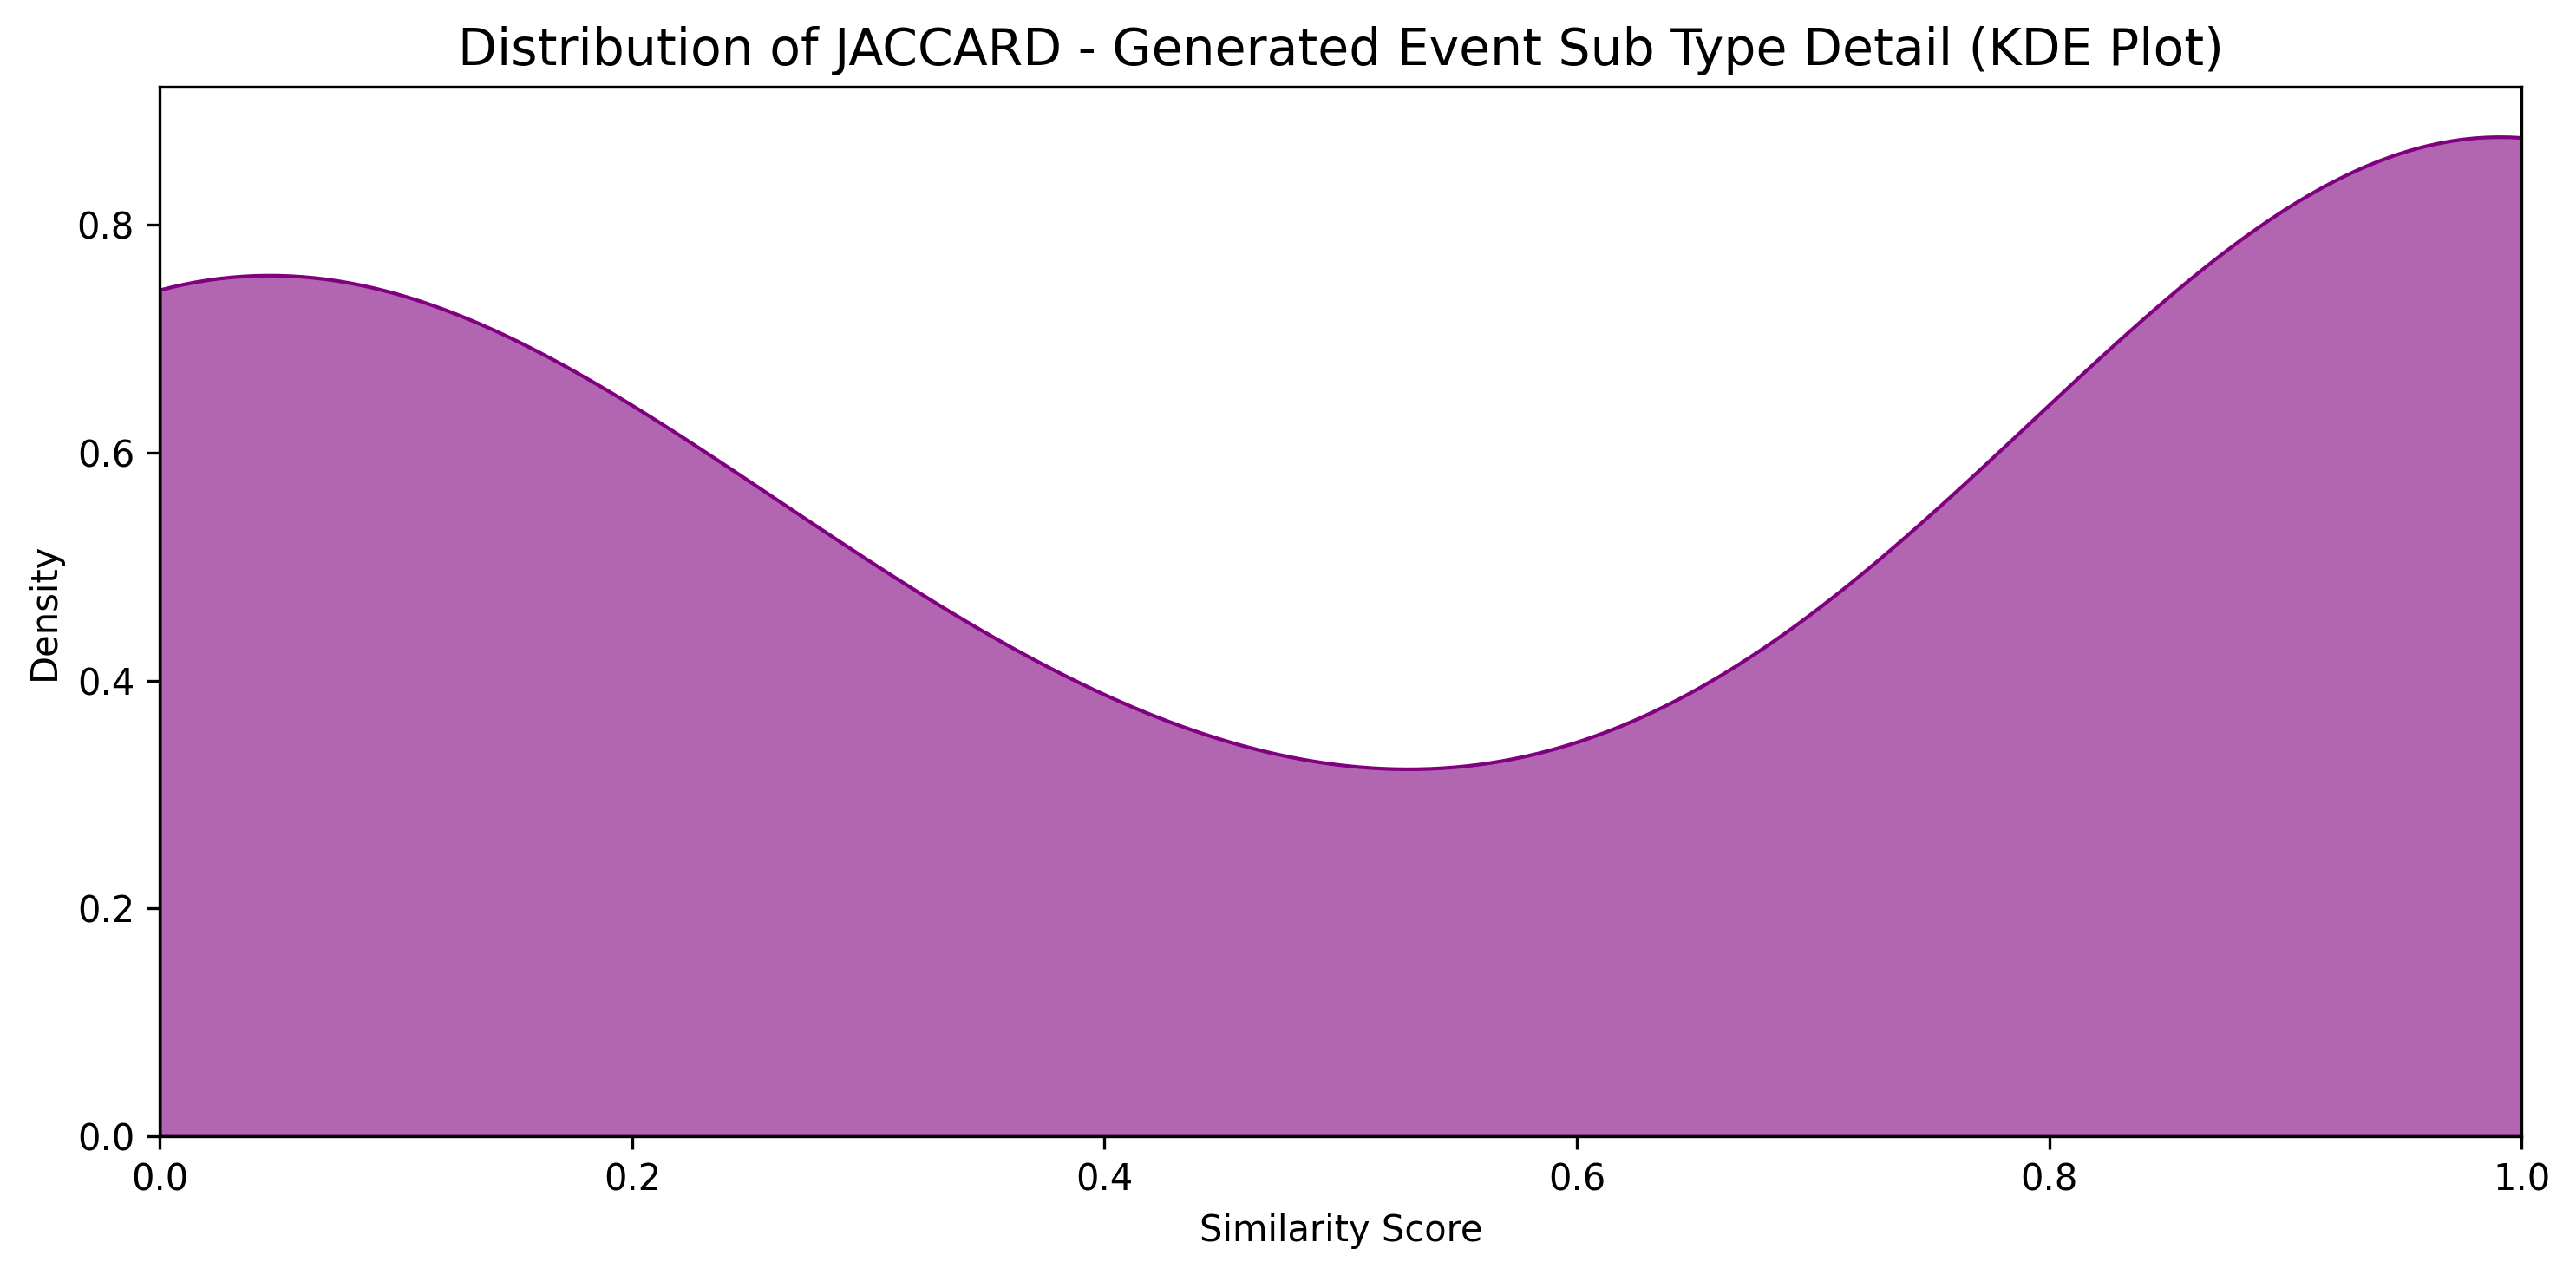 Distribution of JACCARD - Generated Event Sub Type Detail (KDE Plot)
0.8
0.6
0.4
0.2
0.0
Density
0.0 0.2 0.4 0.6 0.8 1.0
Similarity Score